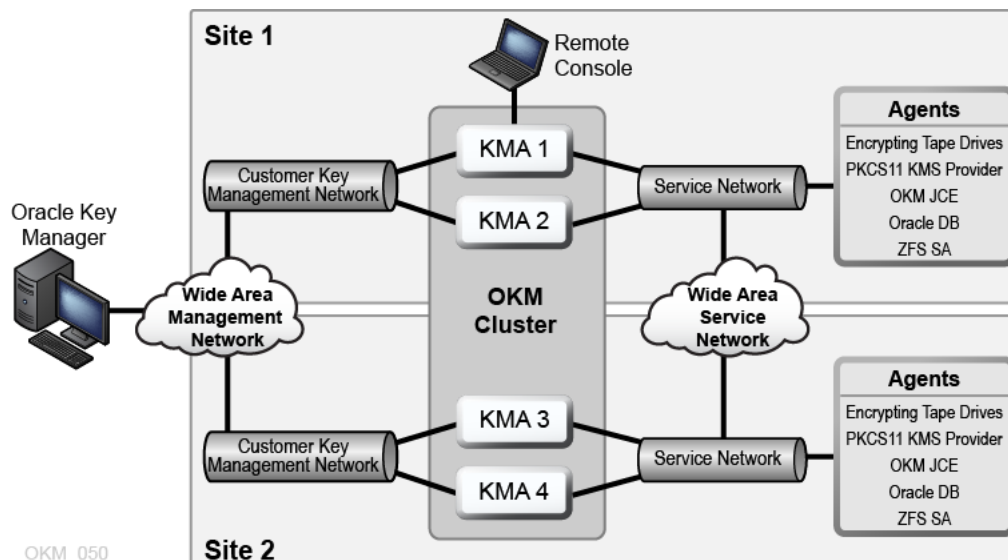 Site 1
Remote
Console
Agents
Encrypting Tape Drives
PKCS11 KMS Provider
OKM JCE
Oracle DB
ZFS SA
KMA 1
Customer Key
Management Network
Service Network
KMA 2
Oracle Key
Manager
Wide Area
Management
Network
OKM
Cluster
Wide Area
Service
Network
Agents
Encrypting Tape Drives
PKCS11 KMS Provider
OKM JCE
Oracle DB
ZFS SA
KMA 3
Customer Key
Management Network
Service Network
KMA 4
OKM_050
Site 2